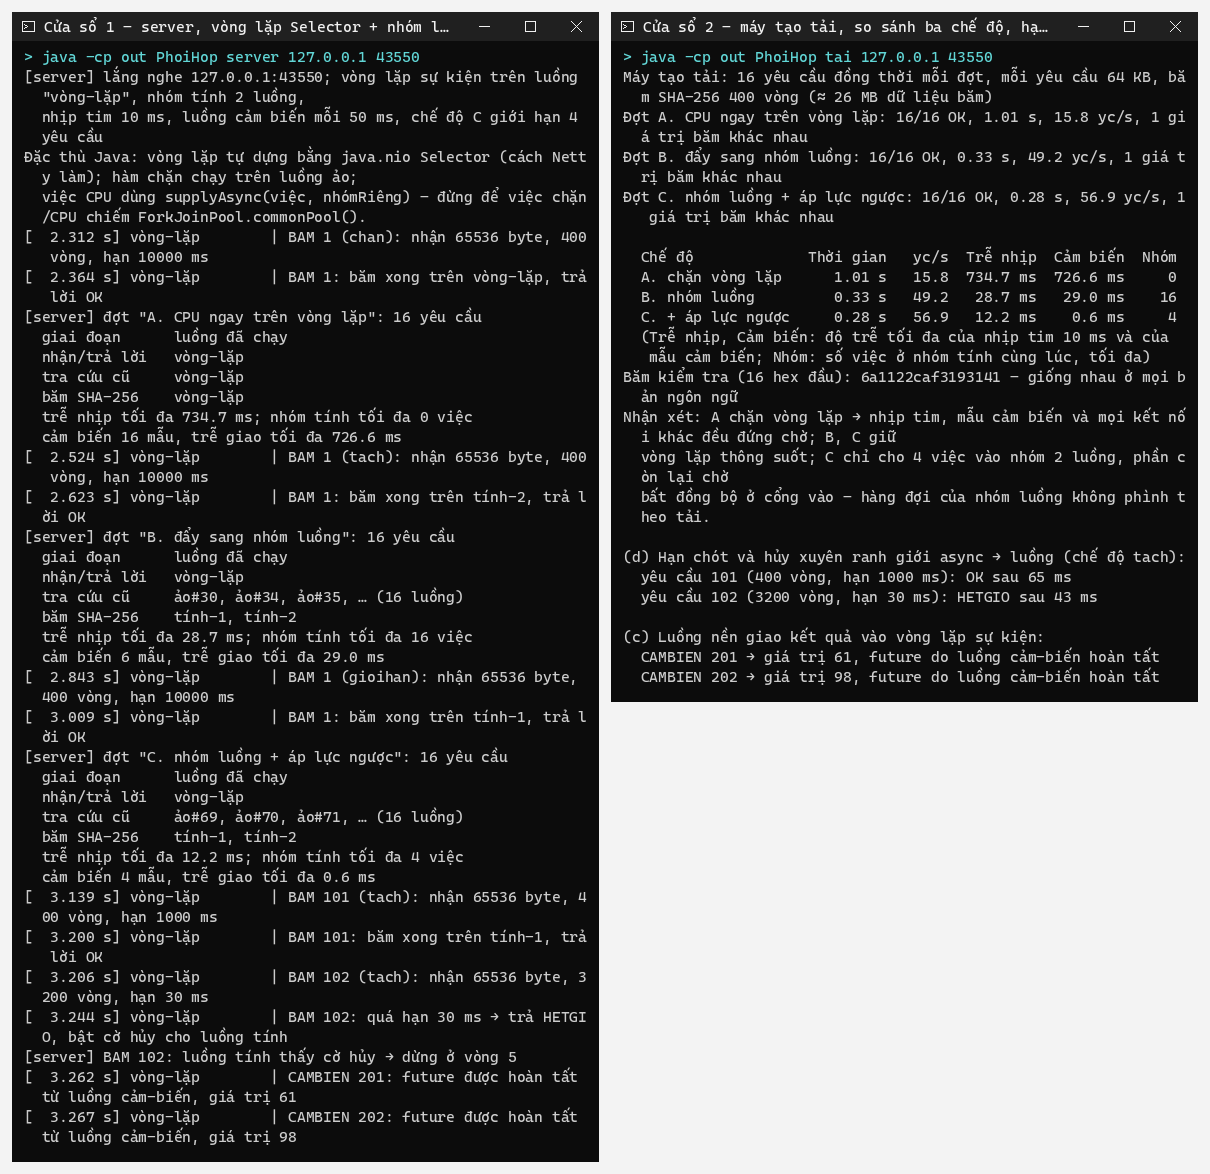 Cửa sổ 1 — server, vòng lặp Selector + nhóm l…
> java -cp out PhoiHop server 127.0.0.1 43550
[server] lắng nghe 127.0.0.1:43550; vòng lặp sự kiện trên luồng
"vòng-lặp", nhóm tính 2 luồng,
nhịp tim 10 ms, luồng cảm biến mỗi 50 ms, chế độ C giới hạn 4
yêu cầu
Đặc thù Java: vòng lặp tự dựng bằng java.nio Selector (cách Nett
y làm); hàm chặn chạy trên luồng ảo;
việc CPU dùng supplyAsync(việc, nhómRiêng) — đừng để việc chặn
/CPU chiếm ForkJoinPool.commonPool().
[  2.312 s] vòng-lặp        | BAM 1 (chan): nhận 65536 byte, 400
vòng, hạn 10000 ms
[  2.364 s] vòng-lặp        | BAM 1: băm xong trên vòng-lặp, trả
lời OK
[server] đợt "A. CPU ngay trên vòng lặp": 16 yêu cầu
giai đoạn      luồng đã chạy
nhận/trả lời   vòng-lặp
tra cứu cũ     vòng-lặp
băm SHA-256    vòng-lặp
trễ nhịp tối đa 734.7 ms; nhóm tính tối đa 0 việc
cảm biến 16 mẫu, trễ giao tối đa 726.6 ms
[  2.524 s] vòng-lặp        | BAM 1 (tach): nhận 65536 byte, 400
vòng, hạn 10000 ms
[  2.623 s] vòng-lặp        | BAM 1: băm xong trên tính-2, trả l
ời OK
[server] đợt "B. đẩy sang nhóm luồng": 16 yêu cầu
giai đoạn      luồng đã chạy
nhận/trả lời   vòng-lặp
tra cứu cũ     ảo#30, ảo#34, ảo#35, … (16 luồng)
băm SHA-256    tính-1, tính-2
trễ nhịp tối đa 28.7 ms; nhóm tính tối đa 16 việc
cảm biến 6 mẫu, trễ giao tối đa 29.0 ms
[  2.843 s] vòng-lặp        | BAM 1 (gioihan): nhận 65536 byte,
400 vòng, hạn 10000 ms
[  3.009 s] vòng-lặp        | BAM 1: băm xong trên tính-1, trả l
ời OK
[server] đợt "C. nhóm luồng + áp lực ngược": 16 yêu cầu
giai đoạn      luồng đã chạy
nhận/trả lời   vòng-lặp
tra cứu cũ     ảo#69, ảo#70, ảo#71, … (16 luồng)
băm SHA-256    tính-1, tính-2
trễ nhịp tối đa 12.2 ms; nhóm tính tối đa 4 việc
cảm biến 4 mẫu, trễ giao tối đa 0.6 ms
[  3.139 s] vòng-lặp        | BAM 101 (tach): nhận 65536 byte, 4
00 vòng, hạn 1000 ms
[  3.200 s] vòng-lặp        | BAM 101: băm xong trên tính-1, trả
lời OK
[  3.206 s] vòng-lặp        | BAM 102 (tach): nhận 65536 byte, 3
200 vòng, hạn 30 ms
[  3.244 s] vòng-lặp        | BAM 102: quá hạn 30 ms → trả HETGI
O, bật cờ hủy cho luồng tính
[server] BAM 102: luồng tính thấy cờ hủy → dừng ở vòng 5
[  3.262 s] vòng-lặp        | CAMBIEN 201: future được hoàn tất
từ luồng cảm-biến, giá trị 61
[  3.267 s] vòng-lặp        | CAMBIEN 202: future được hoàn tất
từ luồng cảm-biến, giá trị 98
Cửa sổ 2 — máy tạo tải, so sánh ba chế độ, hạ…
> java -cp out PhoiHop tai 127.0.0.1 43550
Máy tạo tải: 16 yêu cầu đồng thời mỗi đợt, mỗi yêu cầu 64 KB, bă
m SHA-256 400 vòng (≈ 26 MB dữ liệu băm)
Đợt A. CPU ngay trên vòng lặp: 16/16 OK, 1.01 s, 15.8 yc/s, 1 gi
á trị băm khác nhau
Đợt B. đẩy sang nhóm luồng: 16/16 OK, 0.33 s, 49.2 yc/s, 1 giá t
rị băm khác nhau
Đợt C. nhóm luồng + áp lực ngược: 16/16 OK, 0.28 s, 56.9 yc/s, 1
giá trị băm khác nhau
Chế độ             Thời gian   yc/s  Trễ nhịp  Cảm biến  Nhóm
A. chặn vòng lặp      1.01 s   15.8  734.7 ms  726.6 ms     0
B. nhóm luồng         0.33 s   49.2   28.7 ms   29.0 ms    16
C. + áp lực ngược     0.28 s   56.9   12.2 ms    0.6 ms     4
(Trễ nhịp, Cảm biến: độ trễ tối đa của nhịp tim 10 ms và của
mẫu cảm biến; Nhóm: số việc ở nhóm tính cùng lúc, tối đa)
Băm kiểm tra (16 hex đầu): 6a1122caf3193141 — giống nhau ở mọi b
ản ngôn ngữ
Nhận xét: A chặn vòng lặp → nhịp tim, mẫu cảm biến và mọi kết nố
i khác đều đứng chờ; B, C giữ
vòng lặp thông suốt; C chỉ cho 4 việc vào nhóm 2 luồng, phần c
òn lại chờ
bất đồng bộ ở cổng vào — hàng đợi của nhóm luồng không phình t
heo tải.
(d) Hạn chót và hủy xuyên ranh giới async → luồng (chế độ tach):
yêu cầu 101 (400 vòng, hạn 1000 ms): OK sau 65 ms
yêu cầu 102 (3200 vòng, hạn 30 ms): HETGIO sau 43 ms
(c) Luồng nền giao kết quả vào vòng lặp sự kiện:
CAMBIEN 201 → giá trị 61, future do luồng cảm-biến hoàn tất
CAMBIEN 202 → giá trị 98, future do luồng cảm-biến hoàn tất